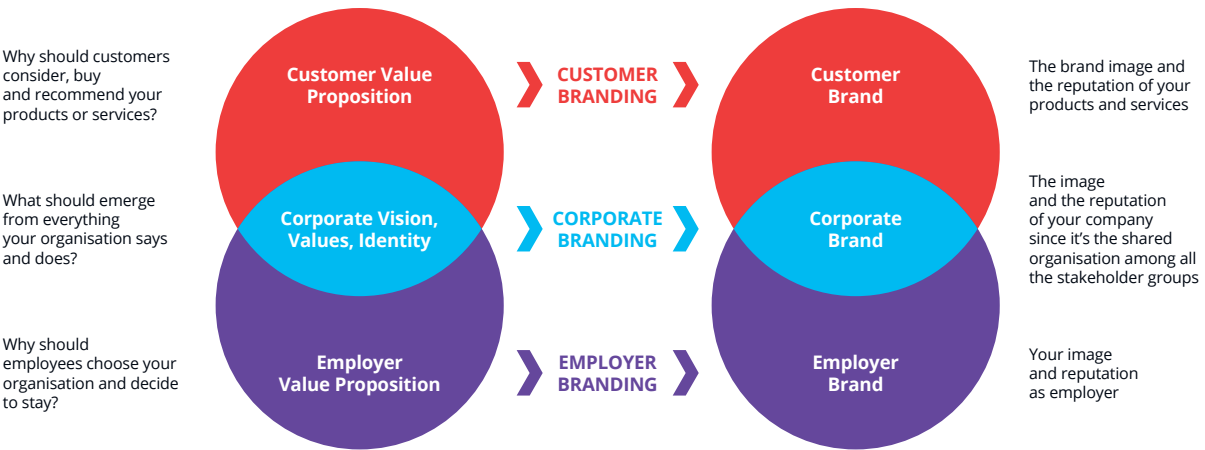 Why should customers
consider, buy
and recommend your
products or services?
Customer Value
Proposition
CUSTOMER
BRANDING
Customer
Brand
The brand image and
the reputation of your
products and services
What should emerge
from everything
your organisation says
and does?
Corporate Vision,
Values, Identity
CORPORATE
BRANDING
Corporate
Brand
The image
and the reputation
of your company
since it’s the shared
organisation among all
the stakeholder groups
Why should
employees choose your
organisation and decide
to stay?
Employer
Value Proposition
EMPLOYER
BRANDING
Employer
Brand
Your image
and reputation
as employer